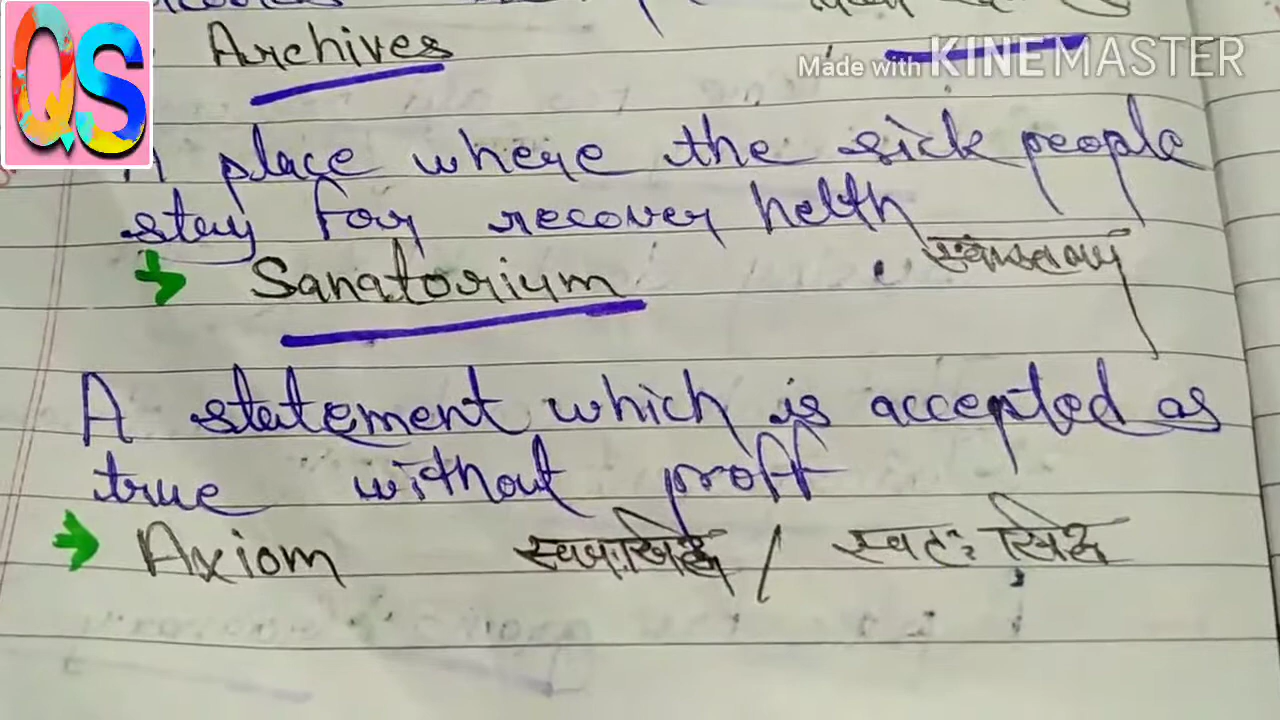 QS
Archives
Made with KINEMASTER
A place where the sick people
stay for recover helth
Sanatorium
A statement which is accepted as
true without proff
Axiom स्वयःसिद्ध / स्वतः सिद्ध